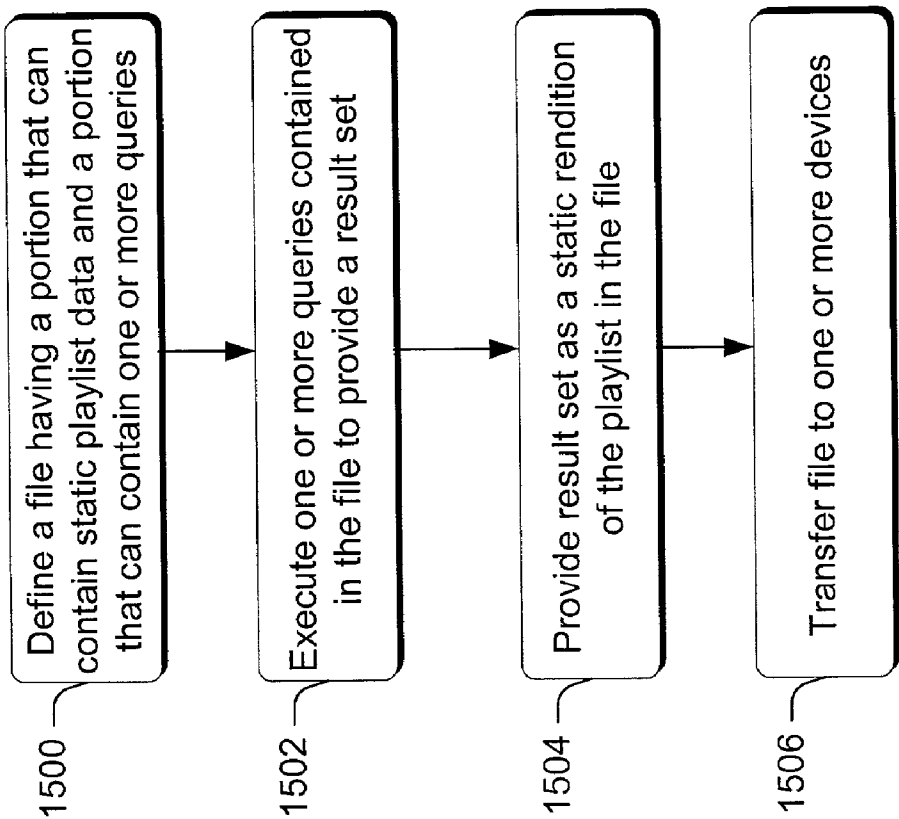 1500
Define a file having a portion that can
contain static playlist data and a portion
that can contain one or more queries
1502
Execute one or more queries contained
in the file to provide a result set
1504
Provide result set as a static rendition
of the playlist in the file
1506
Transfer file to one or more devices